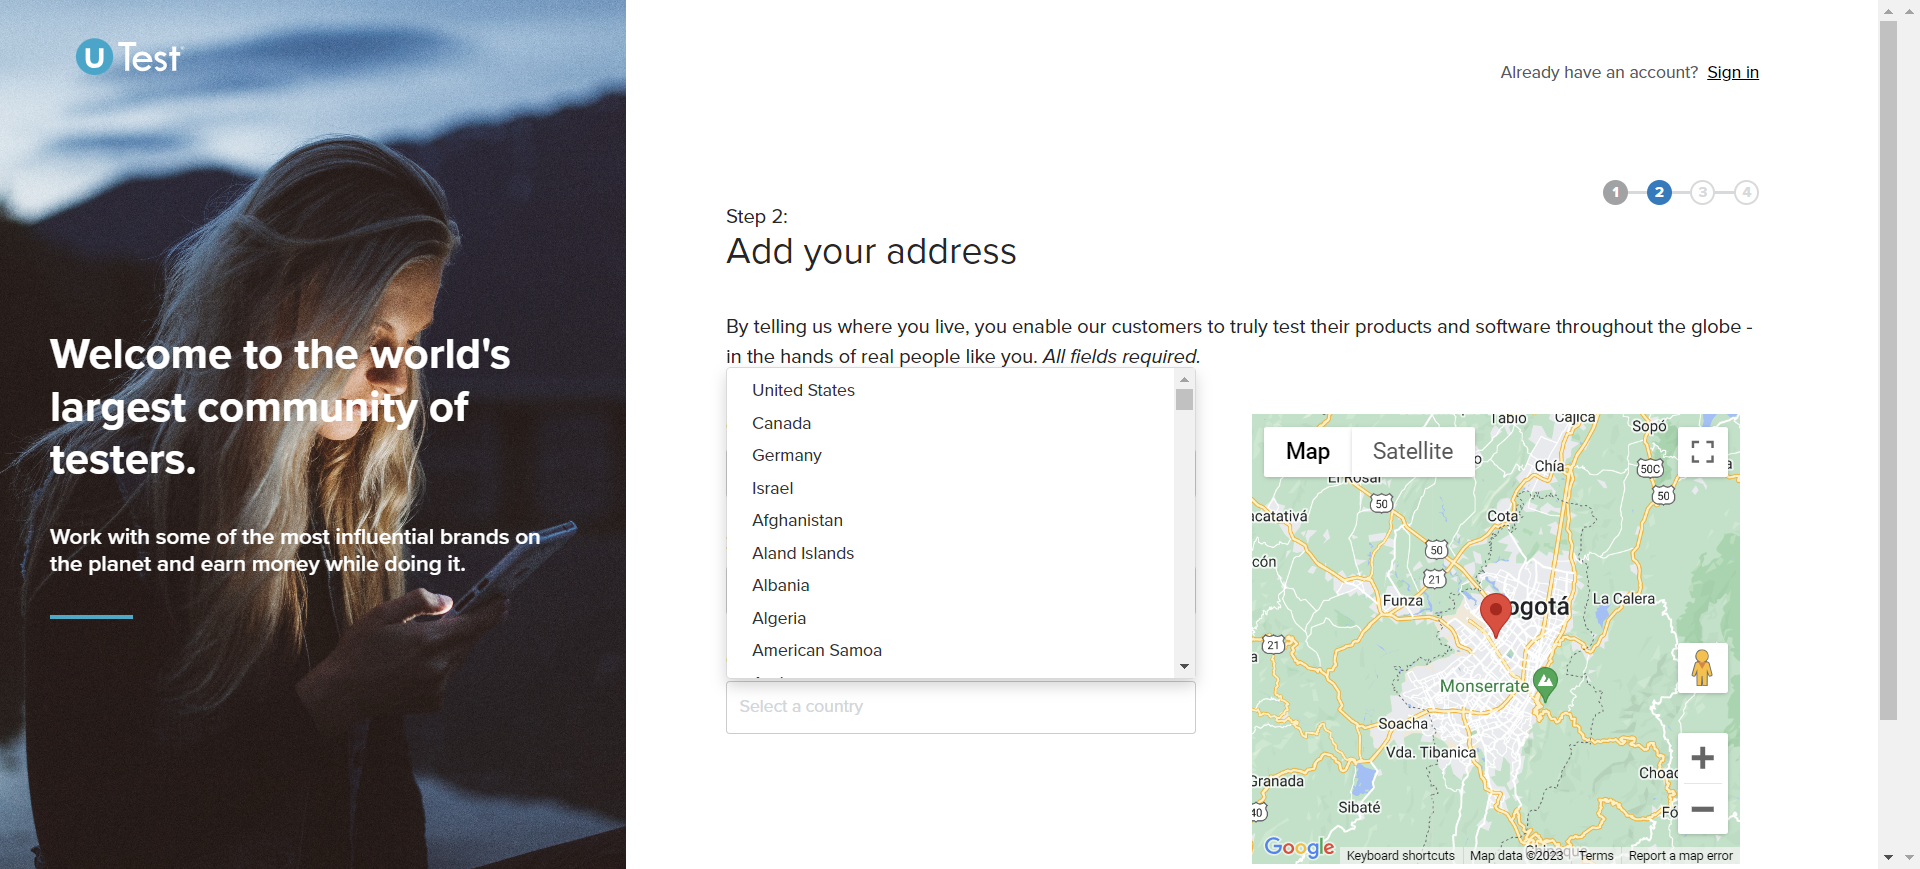 U Test
Already have an account? Sign in
1 2 3 4
Step 2:
Add your address
By telling us where you live, you enable our customers to truly test their products and software throughout the globe -
in the hands of real people like you. All fields required.
Welcome to the world's
largest community of
testers.
Work with some of the most influential brands on
the planet and earn money while doing it.
United States
Canada
Germany
Israel
Afghanistan
Aland Islands
Albania
Algeria
American Samoa
Select a country
Map
Satellite
Tabio
Cajica
Sopó
Chía
50C
El Rosal
50
50
acatativá
Cota
50
cón
21
Funza
La Calera
ogotá
21
a
Monserrate
Soacha
Vda. Tibanica
Granada
Choac
Sibaté
40
Fó
Google
Keyboard shortcuts
Map data ©2023
Terms
Report a map error